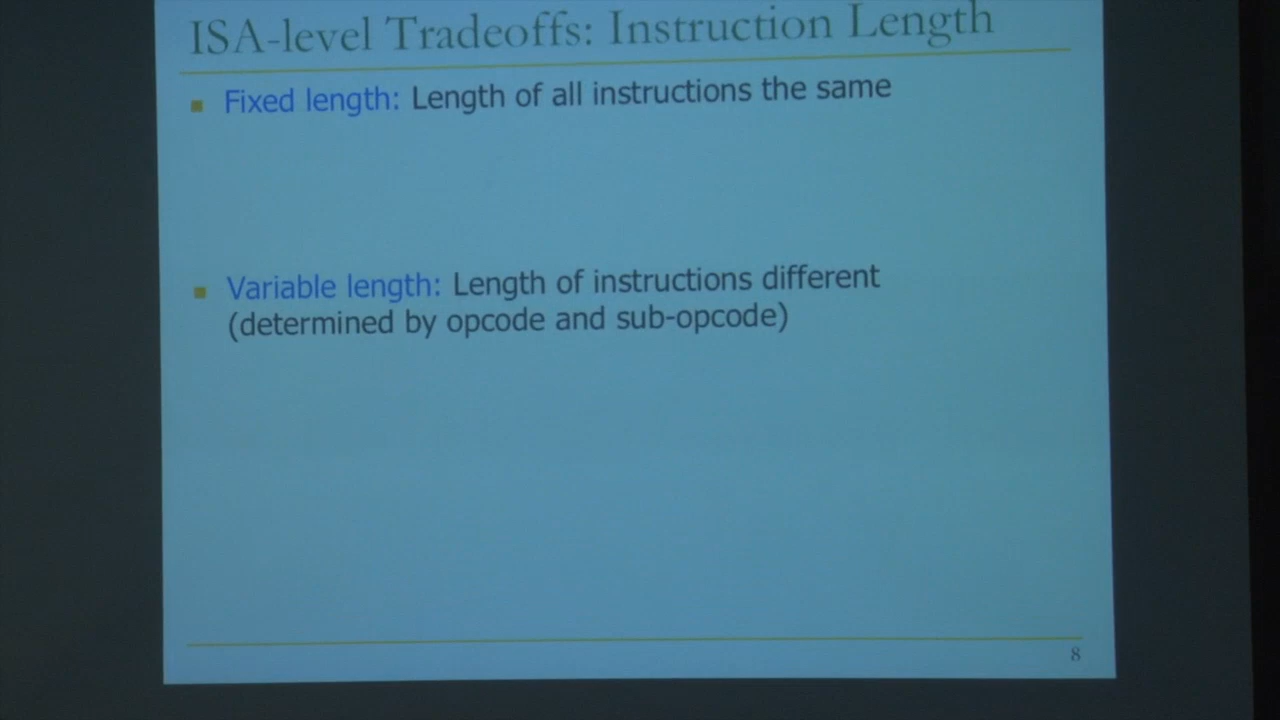 ISA-level Tradeoffs: Instruction Length
Fixed length: Length of all instructions the same
Variable length: Length of instructions different
(determined by opcode and sub-opcode)
8